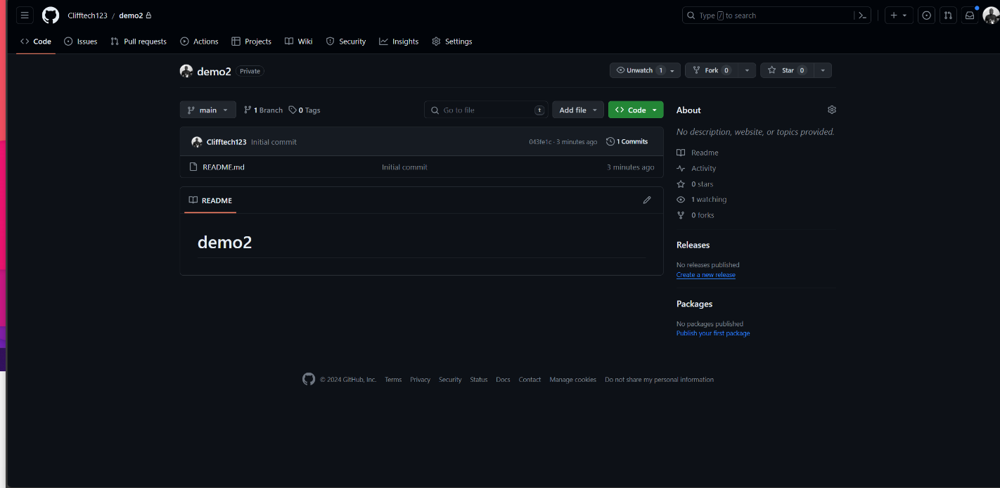 Clifftech123 / demo2 Type / to search
Code Issues Pull requests Actions Projects Wiki Security Insights Settings
demo2 Private Unwatch 1 Fork 0 Star 0
main 1 Branch 0 Tags Go to file t Add file Code
Clifftech123 Initial commit 043fe1c · 3 minutes ago 1 Commits
README.md Initial commit 3 minutes ago
README
demo2
About
No description, website, or topics provided.
Readme
Activity
0 stars
1 watching
0 forks
Releases
No releases published
Create a new release
Packages
No packages published
Publish your first package
© 2024 GitHub, Inc. Terms Privacy Security Status Docs Contact Manage cookies Do not share my personal information